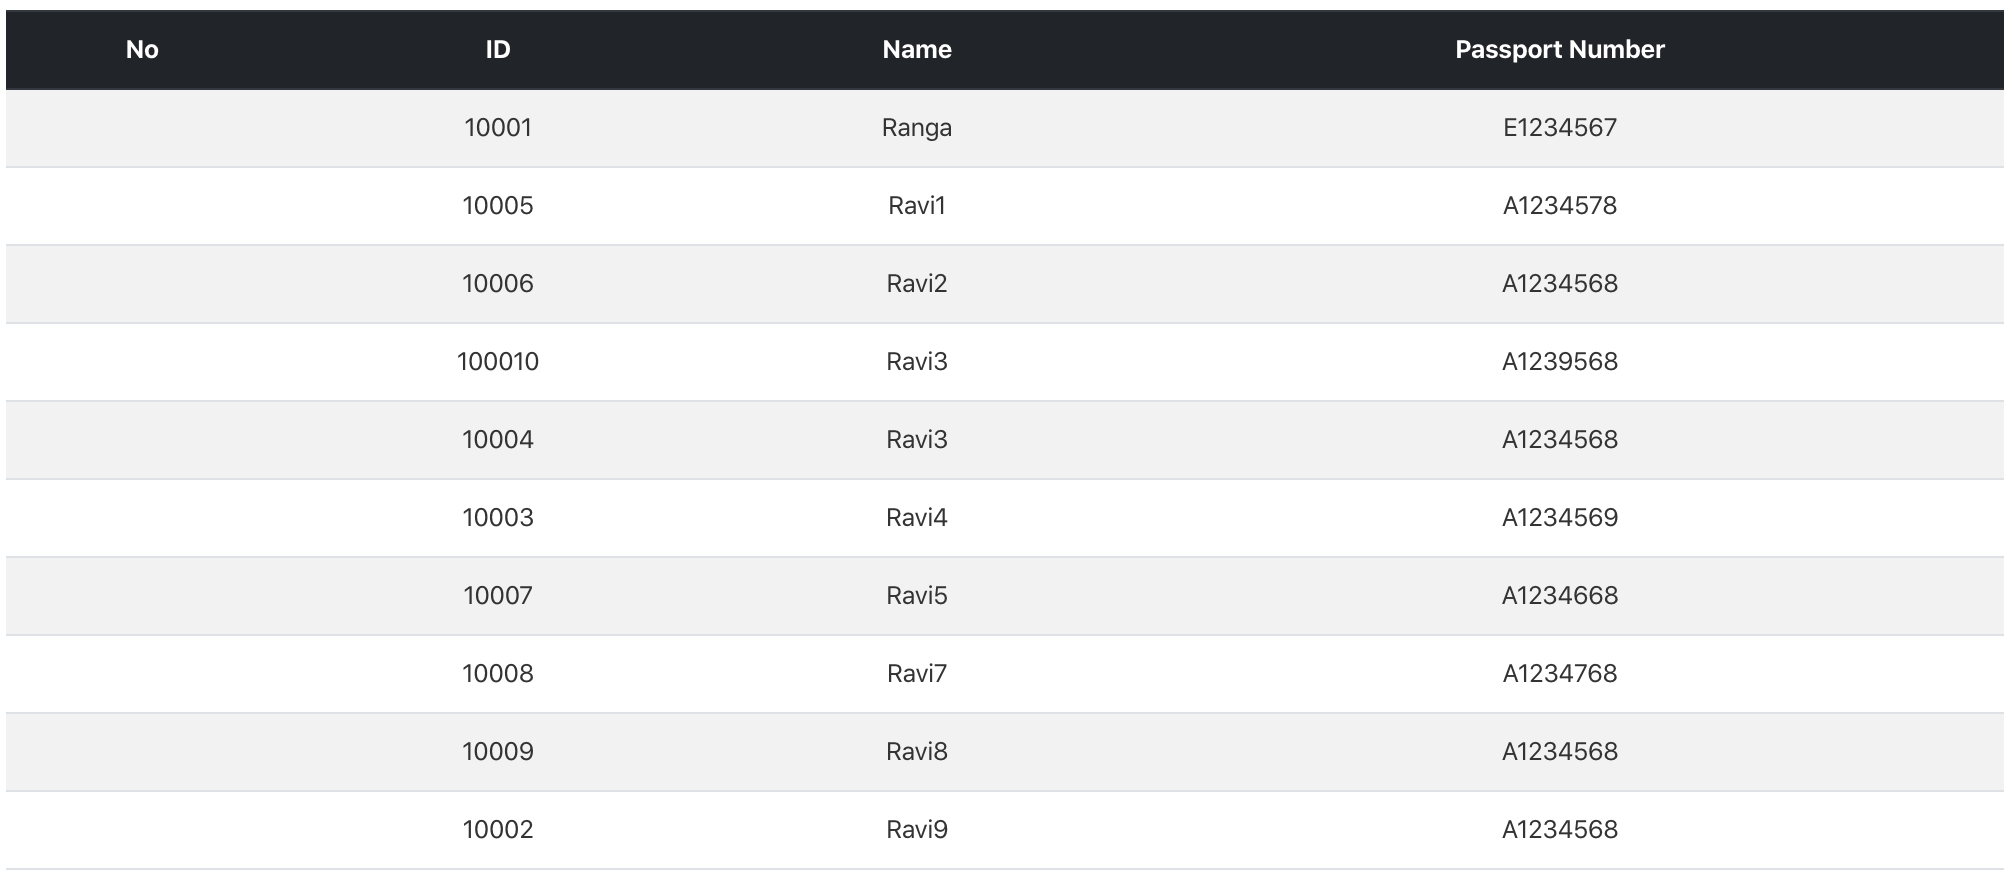 No ID Name Passport Number
10001 Ranga E1234567
10005 Ravi1 A1234578
10006 Ravi2 A1234568
100010 Ravi3 A1239568
10004 Ravi3 A1234568
10003 Ravi4 A1234569
10007 Ravi5 A1234668
10008 Ravi7 A1234768
10009 Ravi8 A1234568
10002 Ravi9 A1234568